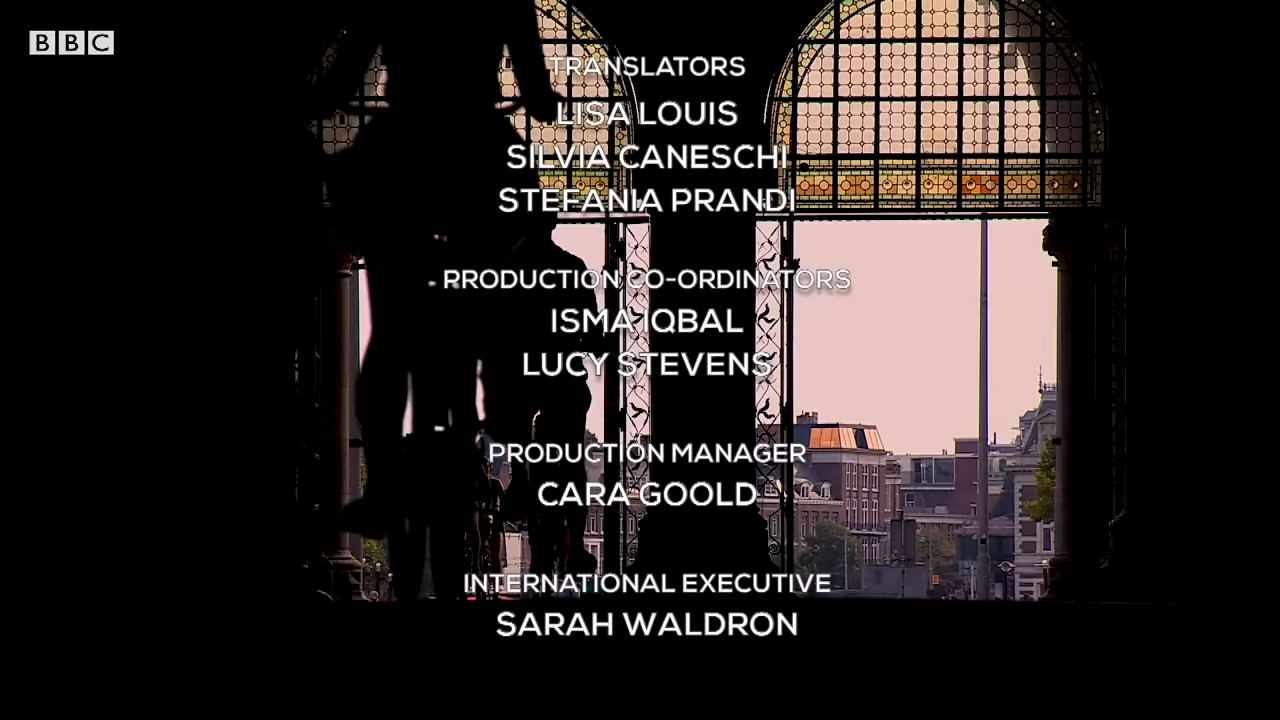 BBC
TRANSLATORS
LISA LOUIS
SILVIA CANESCHI
STEFANIA PRANDI
PRODUCTION CO-ORDINATORS
ISMA IQBAL
LUCY STEVENS
PRODUCTION MANAGER
CARA GOOLD
INTERNATIONAL EXECUTIVE
SARAH WALDRON